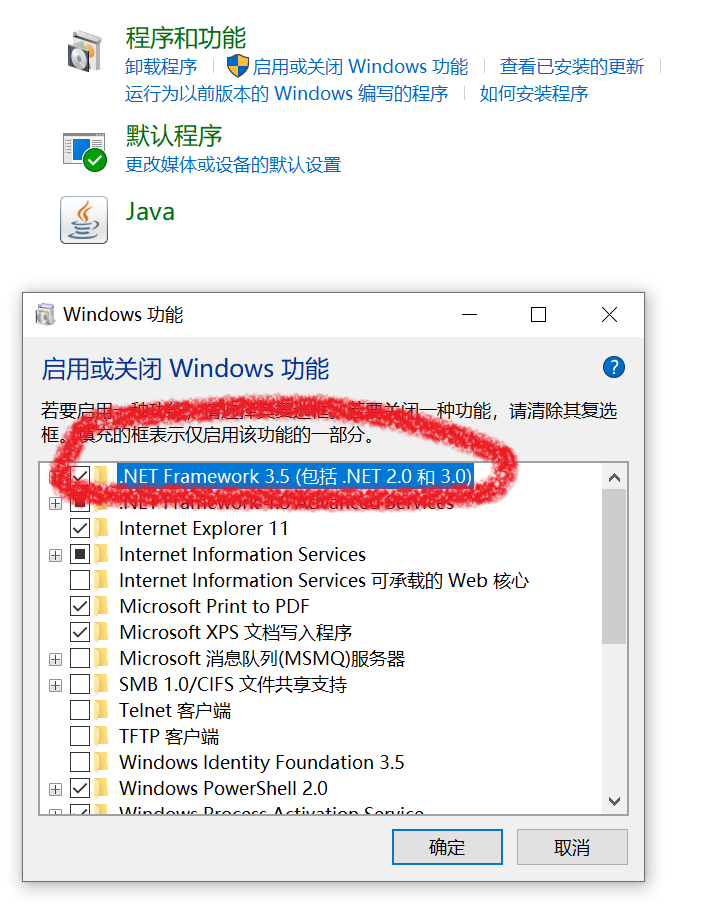 程序和功能
卸载程序 启用或关闭 Windows 功能 查看已安装的更新
运行为以前版本的 Windows 编写的程序 如何安装程序
默认程序
更改媒体或设备的默认设置
Java
Windows 功能
启用或关闭 Windows 功能
若要启用一种功能，请选择其复选框。若要关闭一种功能，请清除其复选
框。填充的框表示仅启用该功能的一部分。
.NET Framework 3.5 (包括 .NET 2.0 和 3.0)
.NET Framework 4.8 Advanced Services
Internet Explorer 11
Internet Information Services
Internet Information Services 可承载的 Web 核心
Microsoft Print to PDF
Microsoft XPS 文档写入程序
Microsoft 消息队列(MSMQ)服务器
SMB 1.0/CIFS 文件共享支持
Telnet 客户端
TFTP 客户端
Windows Identity Foundation 3.5
Windows PowerShell 2.0
Windows Process Activation Service
确定 取消